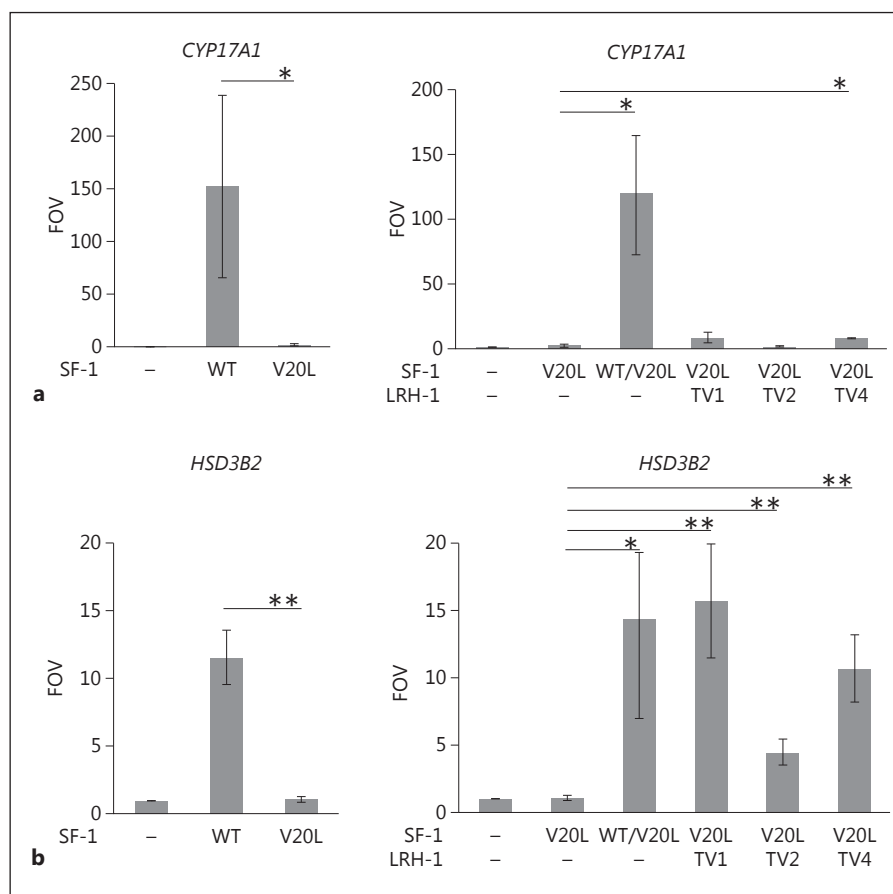 CYP17A1
*
250
200
150
100
50
0
FOV
SF-1 – WT V20L
a
CYP17A1
*
*
200
150
100
50
0
FOV
SF-1 – V20L WT/V20L V20L V20L V20L
LRH-1 – – – TV1 TV2 TV4
HSD3B2
**
20
15
10
5
0
FOV
SF-1 – WT V20L
b
HSD3B2
**
**
**
*
20
15
10
5
0
FOV
SF-1 – V20L WT/V20L V20L V20L V20L
LRH-1 – – – TV1 TV2 TV4